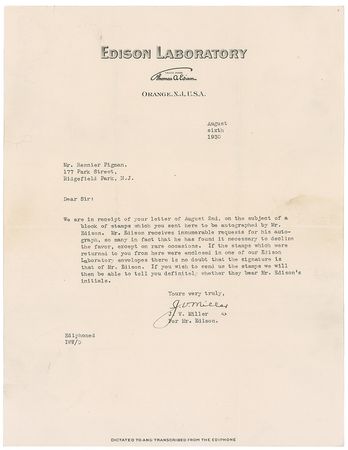 EDISON LABORATORY
Thomas A. Edison
ORANGE, N.J., U.S.A.
August
sixth
1930
Mr. Rennier Pigman,
177 Park Street,
Ridgefield Park, N.J.
Dear Sir:
We are in receipt of your letter of August 2nd, on the subject of a
block of stamps which you sent here to be autographed by Mr.
Edison. Mr. Edison receives innumerable requests for his auto-
graph, so many in fact that he has found it necessary to decline
the favor, except on rare occasions. If the stamps which were
returned to you from here were enclosed in one of our Edison
Laboratory envelopes there is no doubt that the signature is
that of Mr. Edison. If you wish to send us the stamps we will
then be able to tell you definitely whether they bear Mr. Edison's
initials.
Yours very truly,
J. V. Miller
J. V. Miller
For Mr. Edison.
Ediphoned
DICTATED TO AND TRANSCRIBED FROM THE EDIPHONE